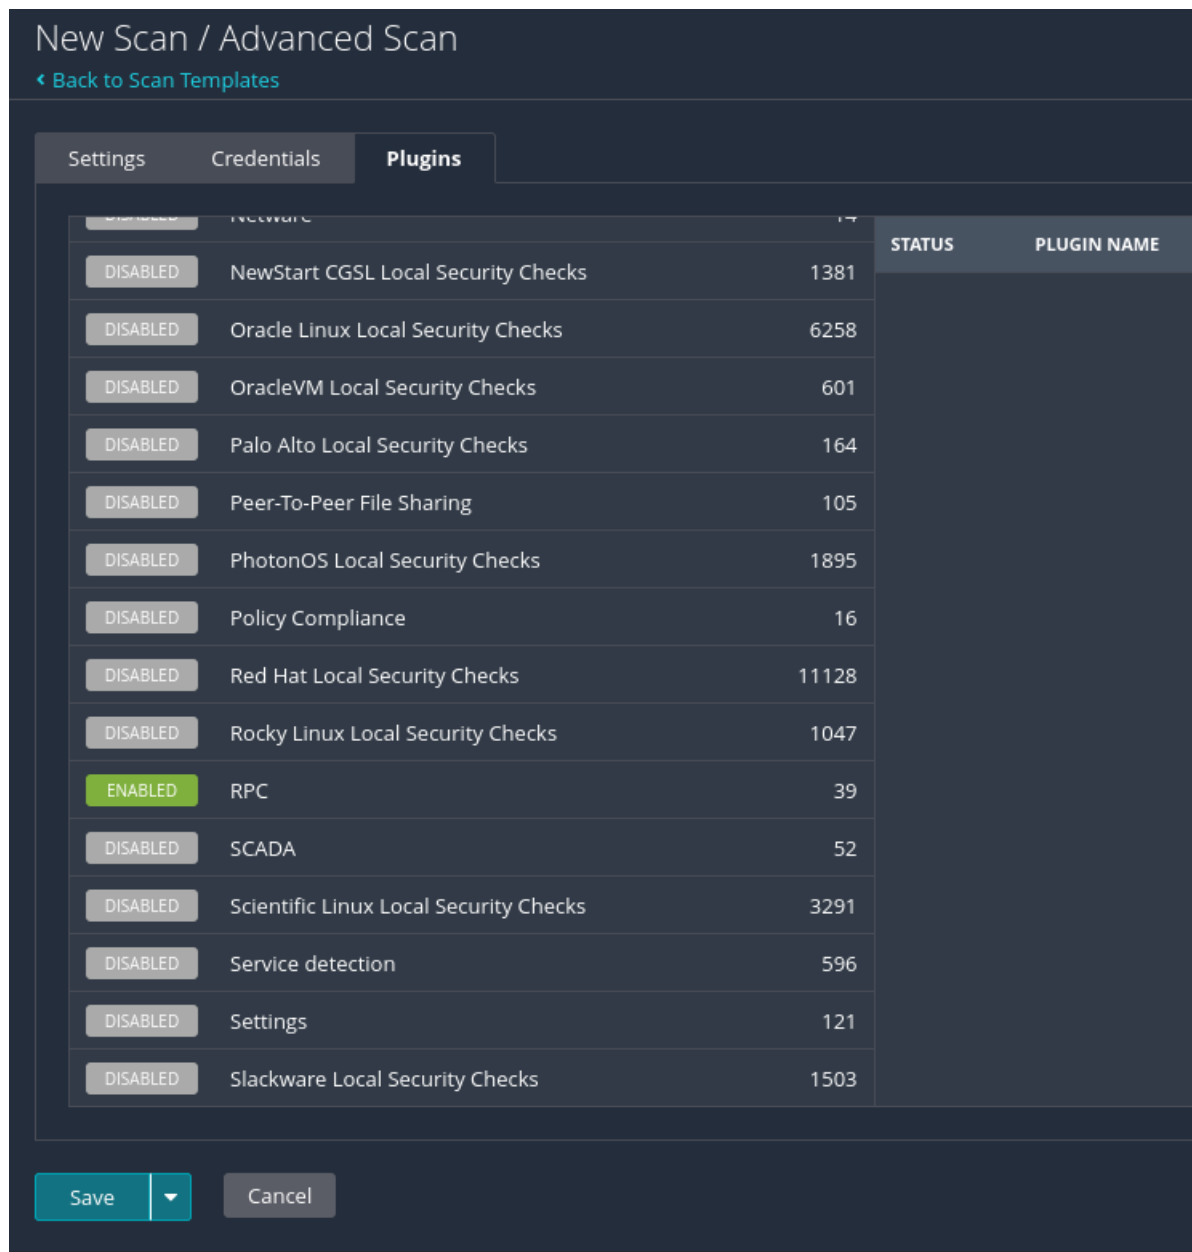 New Scan / Advanced Scan
Back to Scan Templates
Settings Credentials Plugins
DISABLED Netware 14
STATUS PLUGIN NAME
DISABLED NewStart CGSL Local Security Checks 1381
DISABLED Oracle Linux Local Security Checks 6258
DISABLED OracleVM Local Security Checks 601
DISABLED Palo Alto Local Security Checks 164
DISABLED Peer-To-Peer File Sharing 105
DISABLED PhotonOS Local Security Checks 1895
DISABLED Policy Compliance 16
DISABLED Red Hat Local Security Checks 11128
DISABLED Rocky Linux Local Security Checks 1047
ENABLED RPC 39
DISABLED SCADA 52
DISABLED Scientific Linux Local Security Checks 3291
DISABLED Service detection 596
DISABLED Settings 121
DISABLED Slackware Local Security Checks 1503
Save Cancel